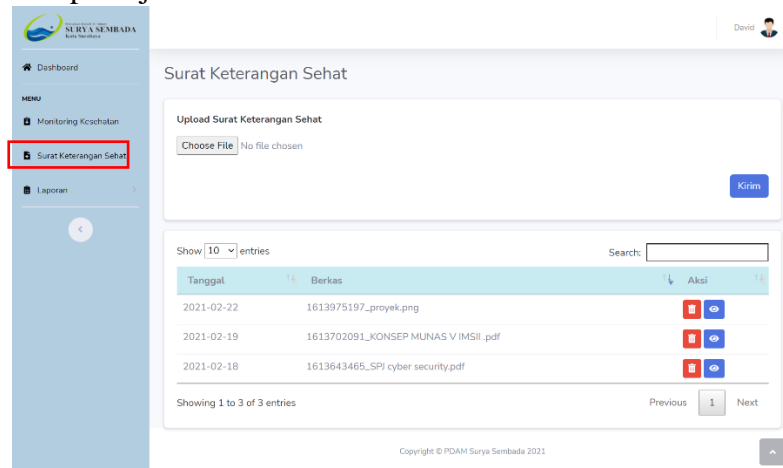 SURYA SEMBADA
Kota Surabaya
David
Dashboard
Surat Keterangan Sehat
MENU
Monitoring Kesehatan
Surat Keterangan Sehat
Laporan
Upload Surat Keterangan Sehat
Choose File No file chosen
Kirim
Show 10 entries
Search:
Tanggal Berkas Aksi
2021-02-22 1613975197_proyek.png
2021-02-19 1613702091_KONSEP MUNAS V IMSII .pdf
2021-02-18 1613643465_SPJ cyber security.pdf
Showing 1 to 3 of 3 entries
Previous 1 Next
Copyright © PDAM Surya Sembada 2021